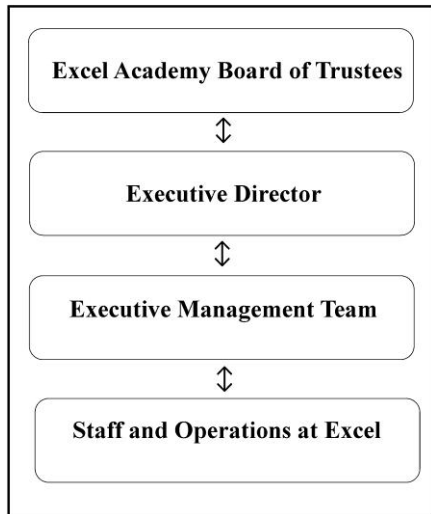 Excel Academy Board of Trustees
Executive Director
Executive Management Team
Staff and Operations at Excel